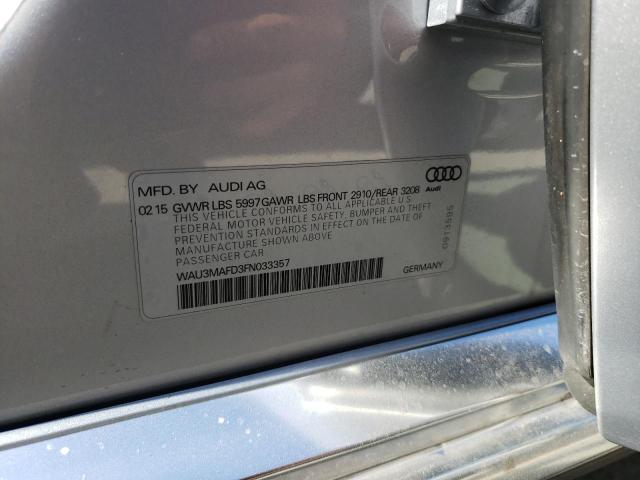 MFD. BY AUDI AG
02 15 GVWR LBS 5997 GAWR LBS FRONT 2910/REAR 3208
THIS VEHICLE CONFORMS TO ALL APPLICABLE U S
FEDERAL MOTOR VEHICLE SAFETY, BUMPER AND THEFT
PREVENTION STANDARDS IN EFFECT ON THE DATE OF
MANUFACTURE SHOWN ABOVE
PASSENGER CAR
WAU3MAFD3FN033357
GERMANY
Audi
09T3595